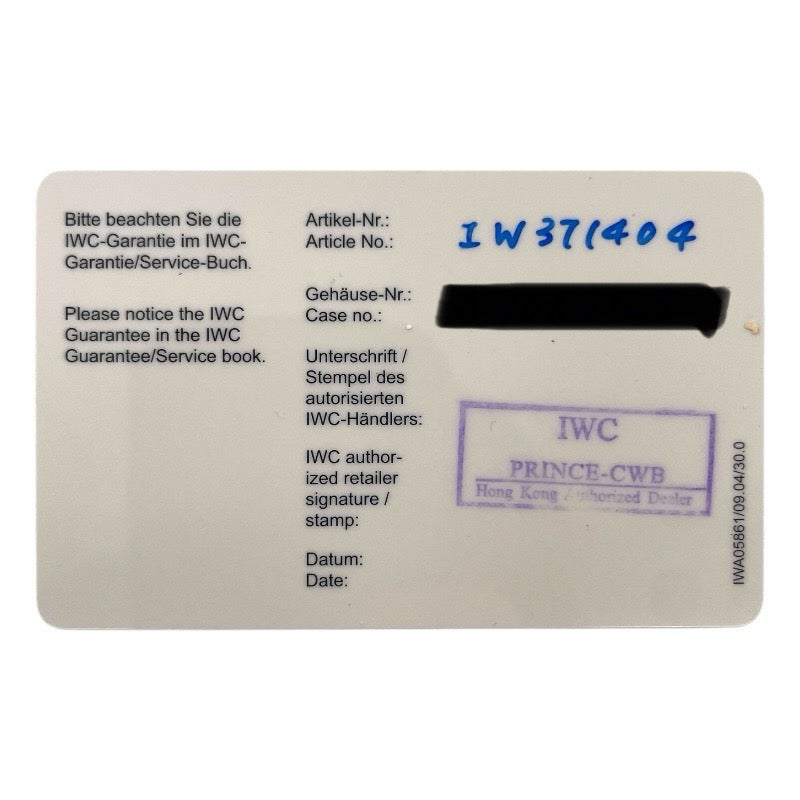 Bitte beachten Sie die
IWC-Garantie im IWC-
Garantie/Service-Buch.
Please notice the IWC
Guarantee in the IWC
Guarantee/Service book.
Artikel-Nr.:
Article No.:
IW371404
Gehäuse-Nr.:
Case no.:
Unterschrift /
Stempel des
autorisierten
IWC-Händlers:
IWC author-
ized retailer
signature /
stamp:
IWC
PRINCE-CWB
Hong Kong Authorized Dealer
Datum:
Date:
IWA05861/09.04/30.0